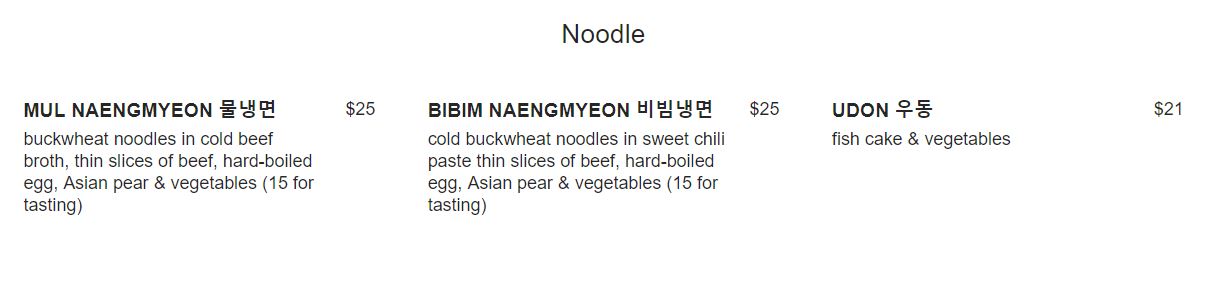 Noodle
MUL NAENGMYEON 물냉면 $25
buckwheat noodles in cold beef
broth, thin slices of beef, hard-boiled
egg, Asian pear & vegetables (15 for
tasting)
BIBIM NAENGMYEON 비빔냉면 $25
cold buckwheat noodles in sweet chili
paste thin slices of beef, hard-boiled
egg, Asian pear & vegetables (15 for
tasting)
UDON 우동 $21
fish cake & vegetables